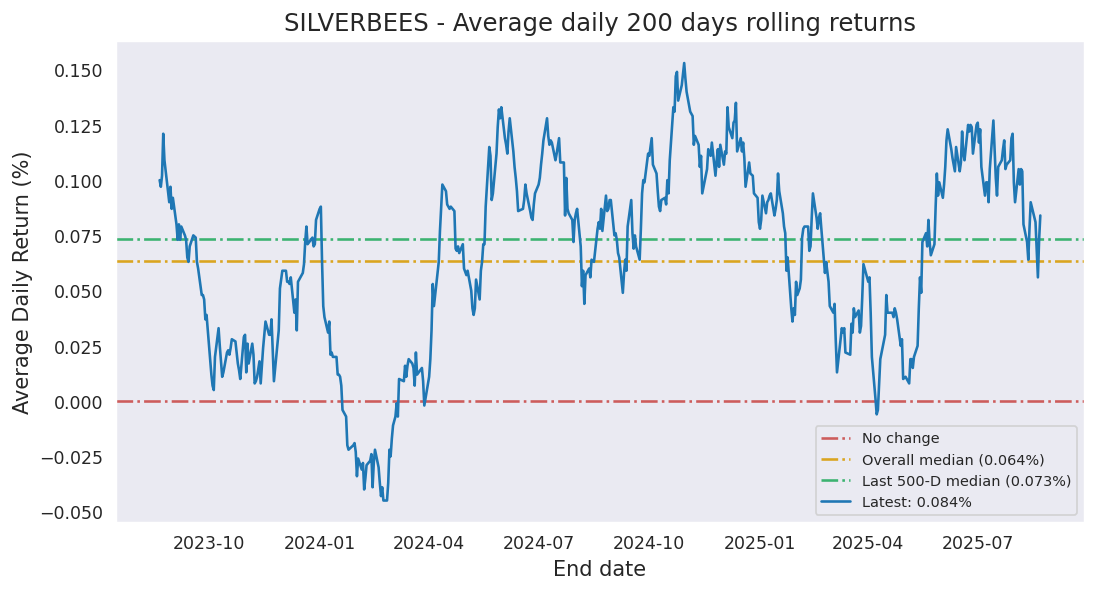 SILVERBEES - Average daily 200 days rolling returns
Average Daily Return (%)
0.150
0.125
0.100
0.075
0.050
0.025
0.000
−0.025
−0.050
No change
Overall median (0.064%)
Last 500-D median (0.073%)
Latest: 0.084%
2023-10
2024-01
2024-04
2024-07
2024-10
2025-01
2025-04
2025-07
End date